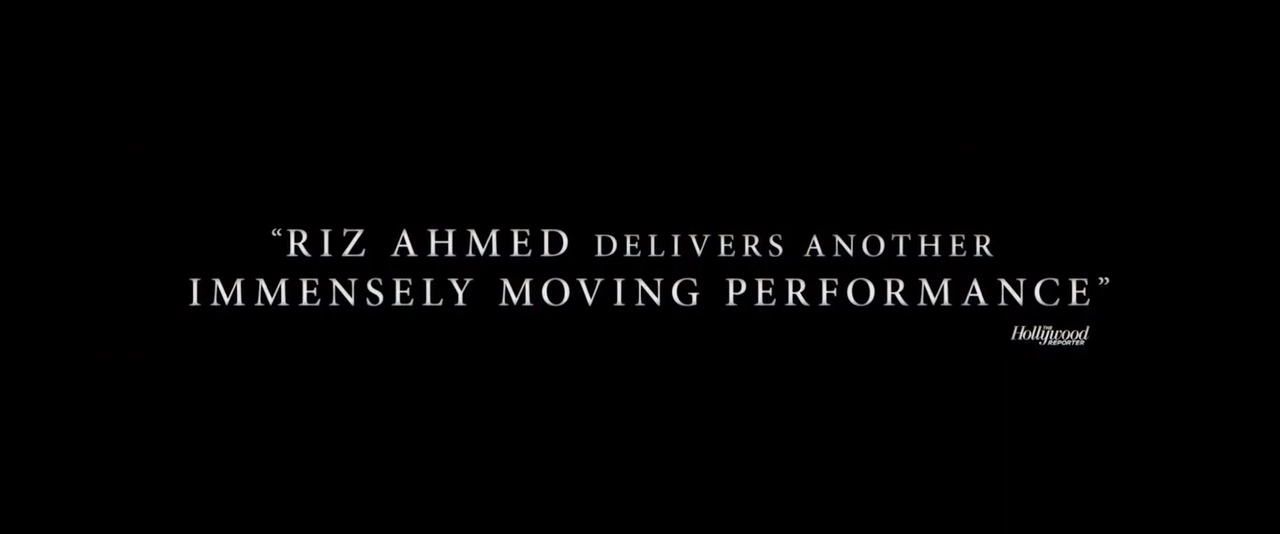 “RIZ AHMED DELIVERS ANOTHER
IMMENSELY MOVING PERFORMANCE”
THE
Hollywood
REPORTER